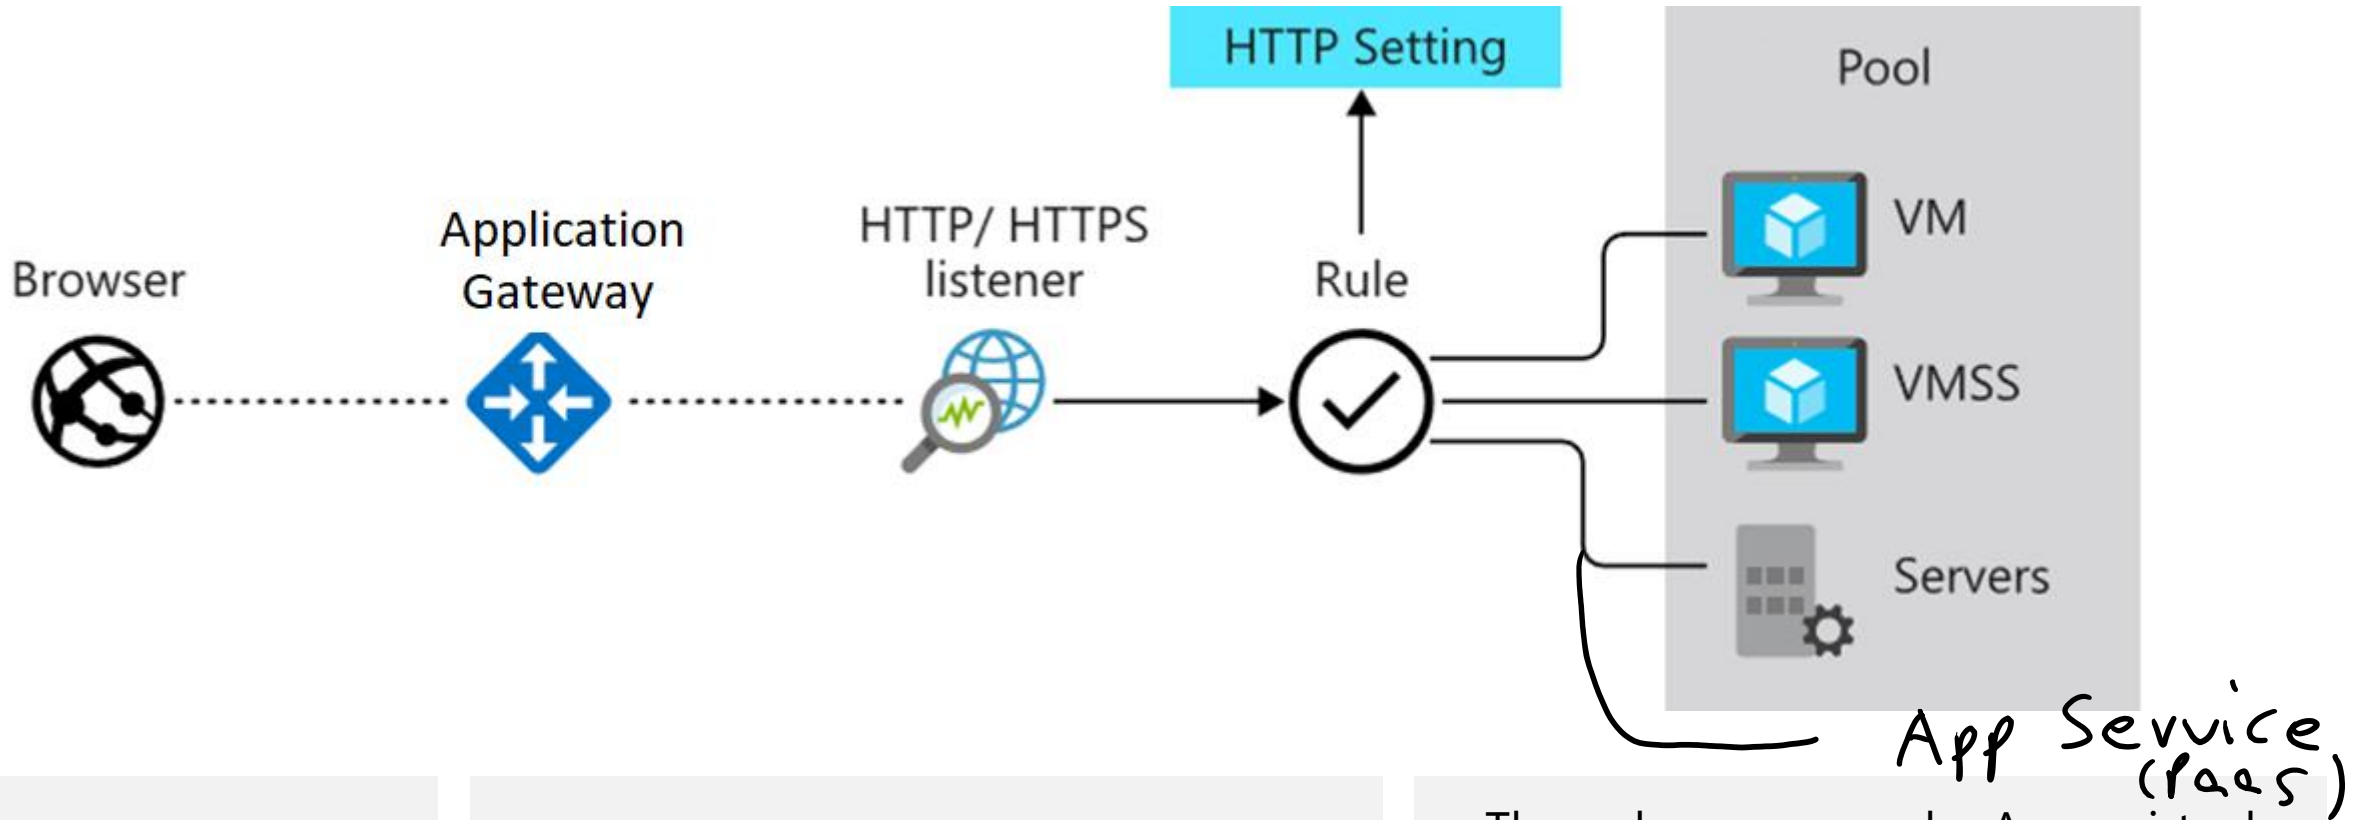 HTTP Setting
Pool
Application
Gateway
HTTP/ HTTPS
listener
Browser
Rule
VM
VMSS
Servers
App Service
(PaaS)